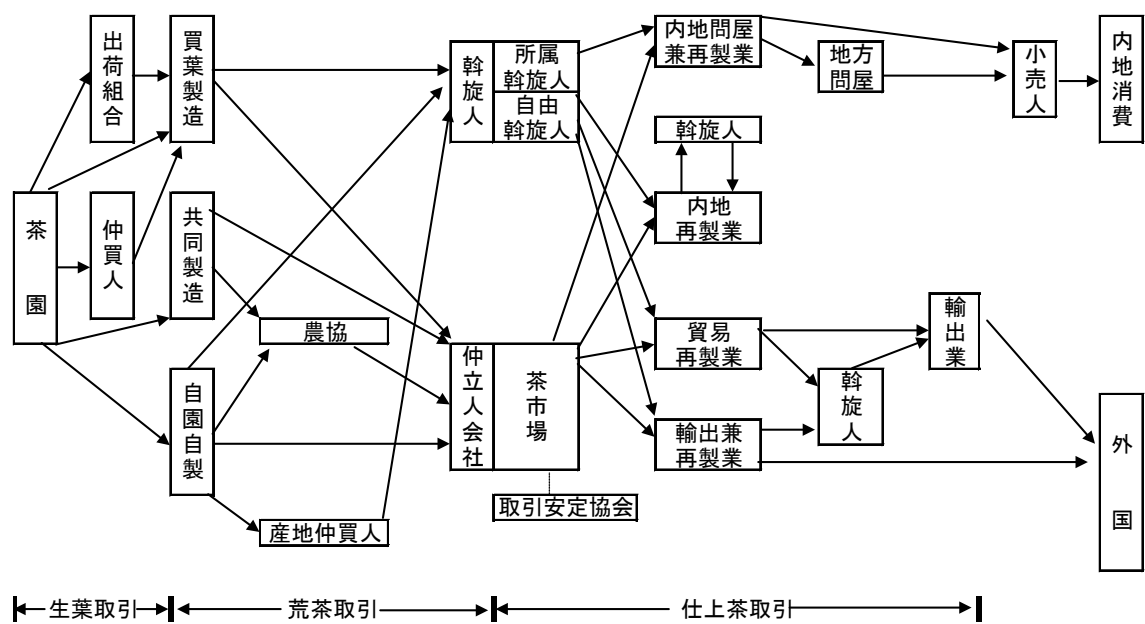 出荷組合
買葉製造
斡旋人
所属
斡旋人
自由
斡旋人
内地問屋
兼再製業
地方
問屋
小売人
内地消費
斡旋人
茶園
仲買人
共同製造
内地
再製業
農協
貿易
再製業
輸出業
自園自製
仲立人会社
茶市場
斡旋人
輸出兼
再製業
外国
取引安定協会
産地仲買人
生葉取引
荒茶取引
仕上茶取引